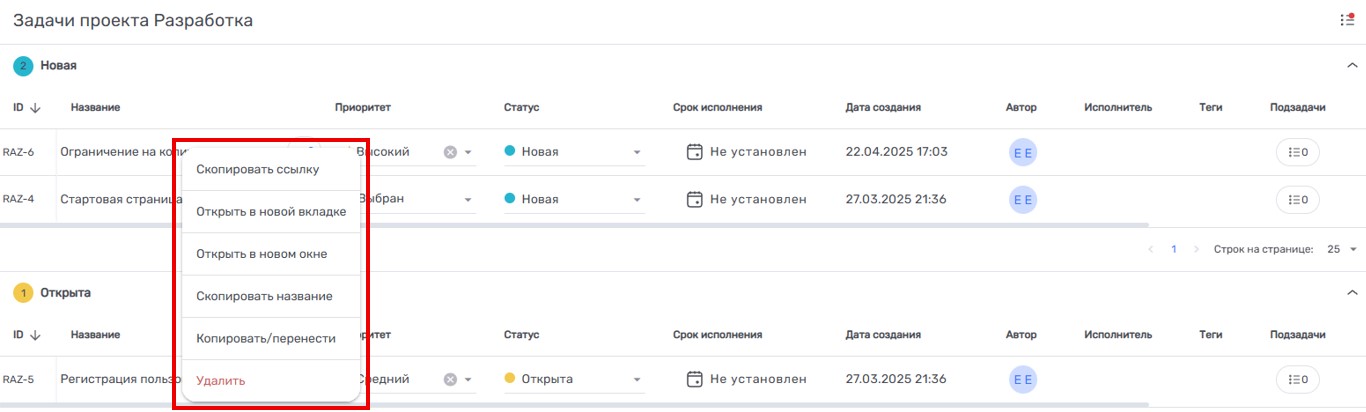 Задачи проекта Разработка
2 Новая
ID Название Приоритет Статус Срок исполнения Дата создания Автор Исполнитель Теги Подзадачи
RAZ-6 Ограничение на Высокий Новая Не установлен 22.04.2025 17:03 E E 0
Скопировать ссылку
RAZ-4 Стартовая страница Выбран Новая Не установлен 27.03.2025 21:36 E E 0
Открыть в новой вкладке
Открыть в новом окне
1 Строк на странице: 25
1 Открыта
Скопировать название
ID Название Статус Срок исполнения Дата создания Автор Исполнитель Теги Подзадачи
Копировать/перенести
RAZ-5 Регистрация Средний Открыта Не установлен 27.03.2025 21:36 E E 0
Удалить